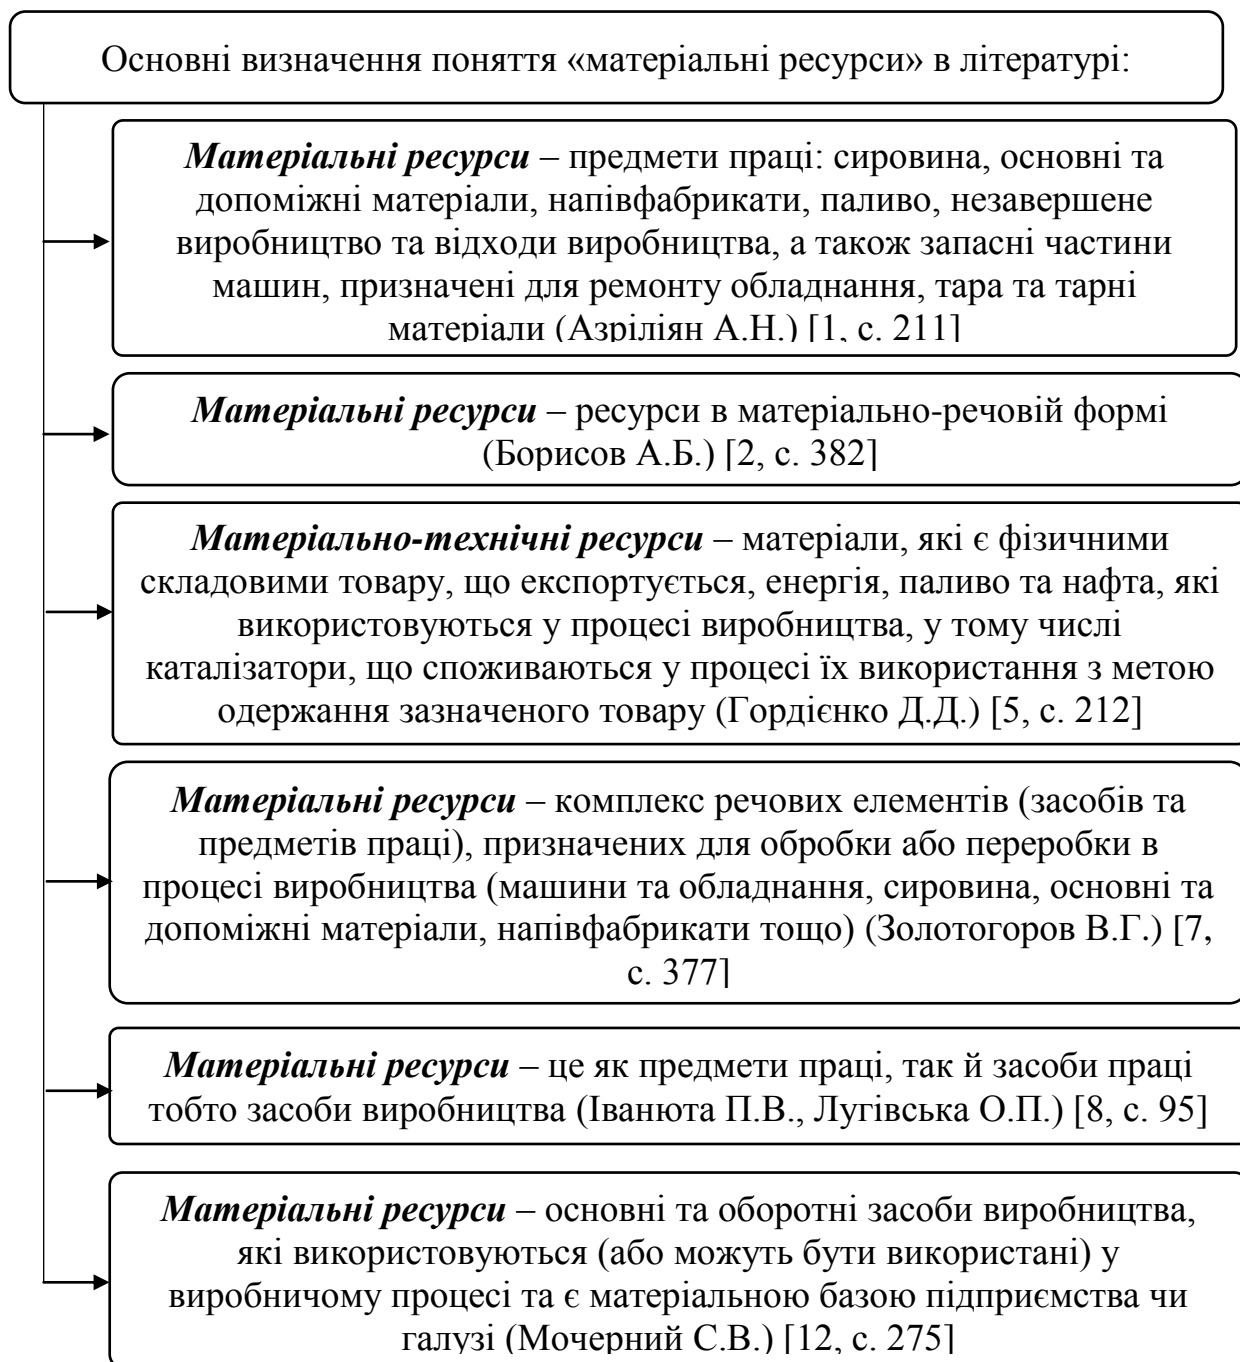 Основні визначення поняття «матеріальні ресурси» в літературі:
Матеріальні ресурси – предмети праці: сировина, основні та
допоміжні матеріали, напівфабрикати, паливо, незавершене
виробництво та відходи виробництва, а також запасні частини
машин, призначені для ремонту обладнання, тара та тарні
матеріали (Азріліян А.Н.) [1, с. 211]
Матеріальні ресурси – ресурси в матеріально-речовій формі
(Борисов А.Б.) [2, с. 382]
Матеріально-технічні ресурси – матеріали, які є фізичними
складовими товару, що експортується, енергія, паливо та нафта, які
використовуються у процесі виробництва, у тому числі
каталізатори, що споживаються у процесі їх використання з метою
одержання зазначеного товару (Гордієнко Д.Д.) [5, с. 212]
Матеріальні ресурси – комплекс речових елементів (засобів та
предметів праці), призначених для обробки або переробки в
процесі виробництва (машини та обладнання, сировина, основні та
допоміжні матеріали, напівфабрикати тощо) (Золотогоров В.Г.) [7,
с. 377]
Матеріальні ресурси – це як предмети праці, так й засоби праці
тобто засоби виробництва (Іванюта П.В., Лугівська О.П.) [8, с. 95]
Матеріальні ресурси – основні та оборотні засоби виробництва,
які використовуються (або можуть бути використані) у
виробничому процесі та є матеріальною базою підприємства чи
галузі (Мочерний С.В.) [12, с. 275]